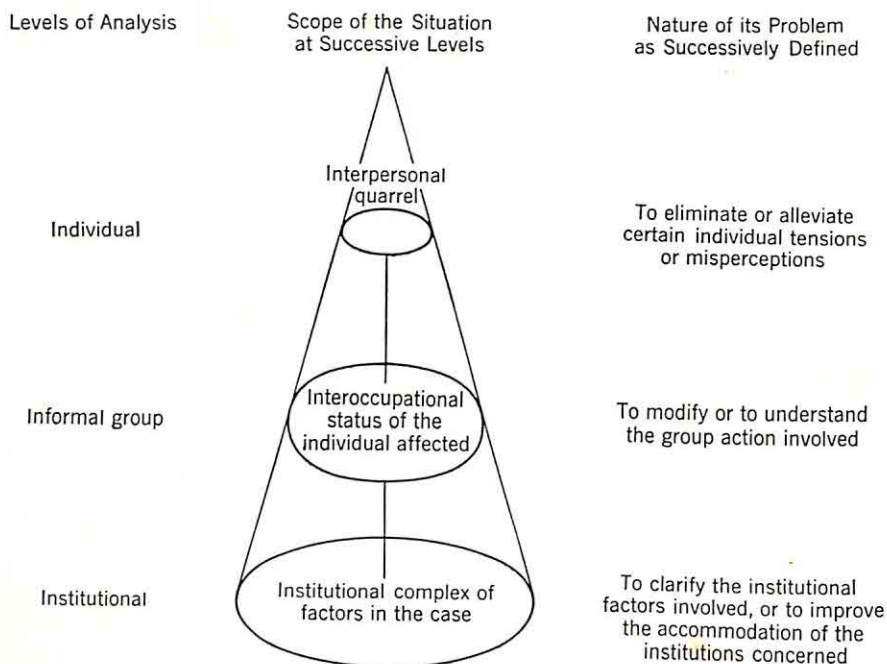 Levels of Analysis
Scope of the Situation
at Successive Levels
Nature of its Problem
as Successively Defined
Interpersonal
quarrel
Individual
To eliminate or alleviate
certain individual tensions
or misperceptions
Informal group
Interoccupational
status of the
individual affected
To modify or to understand
the group action involved
Institutional
Institutional complex of
factors in the case
To clarify the institutional
factors involved, or to improve
the accommodation of the
institutions concerned